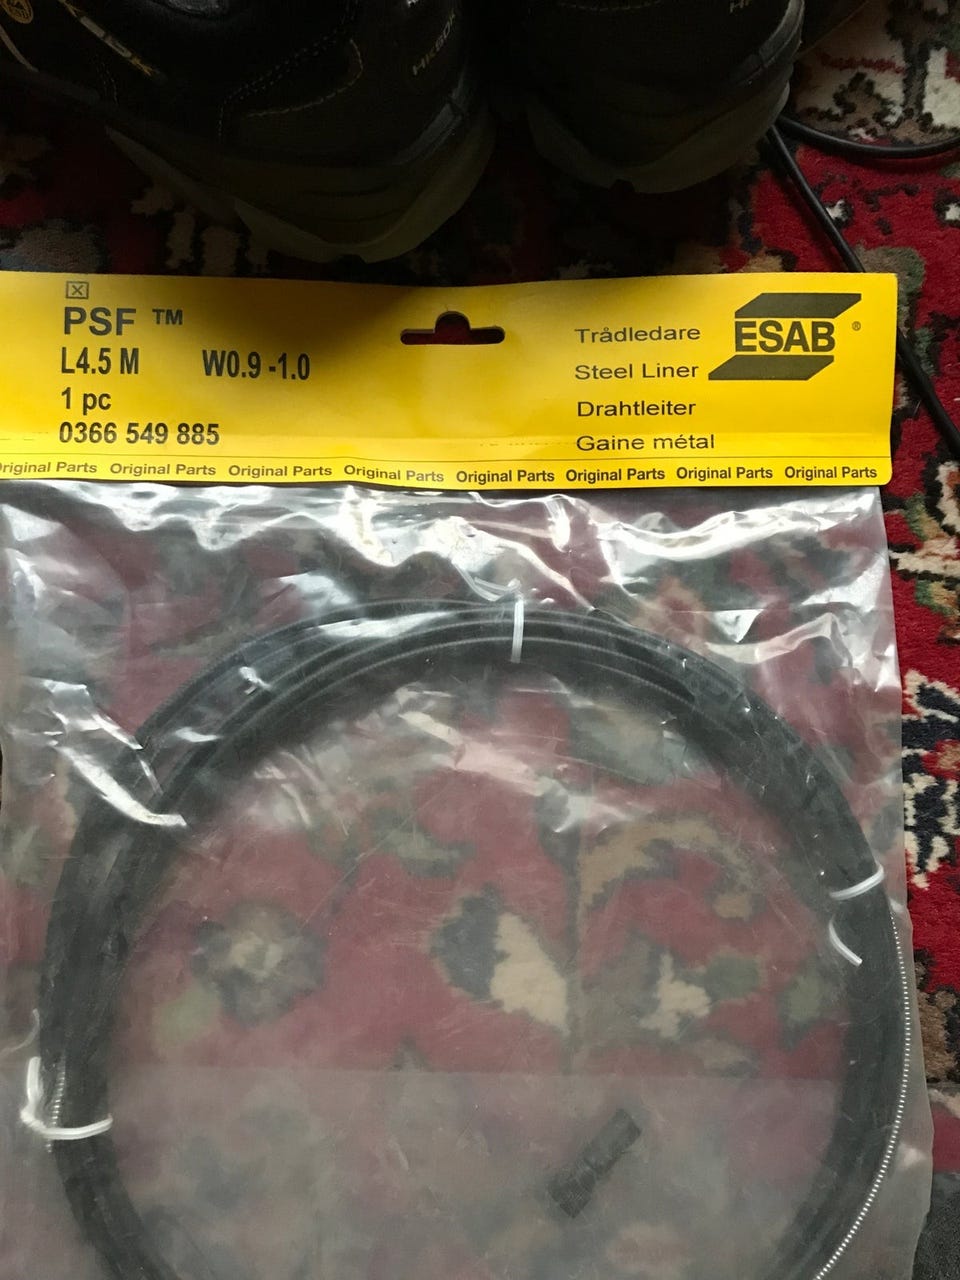 PSF ™
L4.5 M W0.9 -1.0
1 pc
0366 549 885
Trådledare
Steel Liner
Drahtleiter
Gaine métal
ESAB ®
Original Parts Original Parts Original Parts Original Parts Original Parts Original Parts Original Parts Original Parts